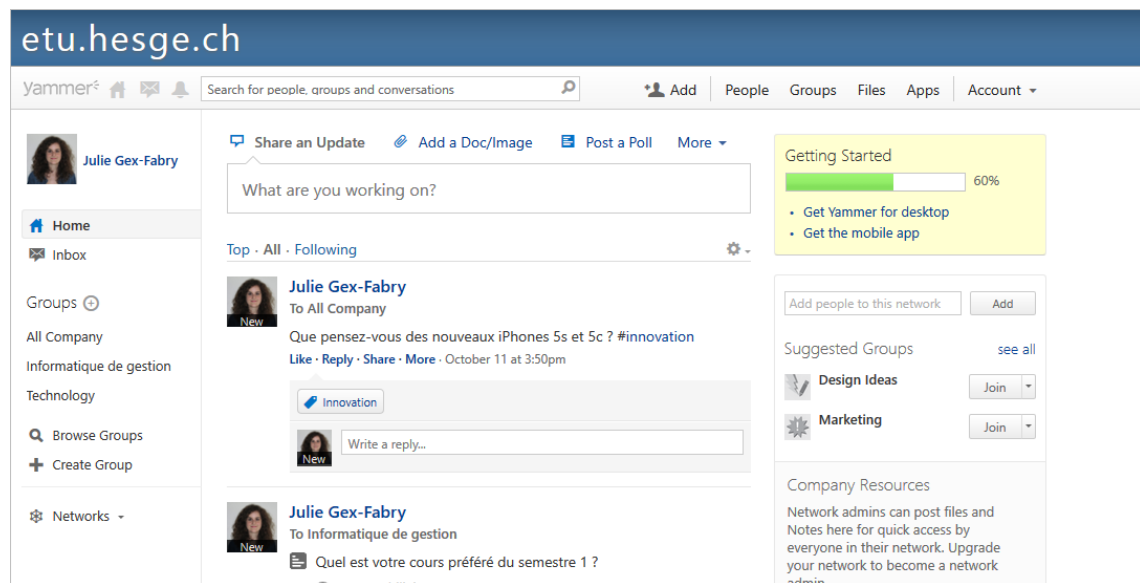 etu.hesge.ch
yammer
Search for people, groups and conversations
Add
People
Groups
Files
Apps
Account
Julie Gex-Fabry
Home
Inbox
Groups
All Company
Informatique de gestion
Technology
Browse Groups
Create Group
Networks
Share an Update
Add a Doc/Image
Post a Poll
More
What are you working on?
Top · All · Following
New
Julie Gex-Fabry
To All Company
Que pensez-vous des nouveaux iPhones 5s et 5c ? #innovation
Like · Reply · Share · More · October 11 at 3:50pm
Innovation
New
Write a reply...
New
Julie Gex-Fabry
To Informatique de gestion
Quel est votre cours préféré du semestre 1 ?
Getting Started
60%
• Get Yammer for desktop
• Get the mobile app
Add people to this network
Add
Suggested Groups
see all
Design Ideas
Join
Marketing
Join
Company Resources
Network admins can post files and
Notes here for quick access by
everyone in their network. Upgrade
your network to become a network